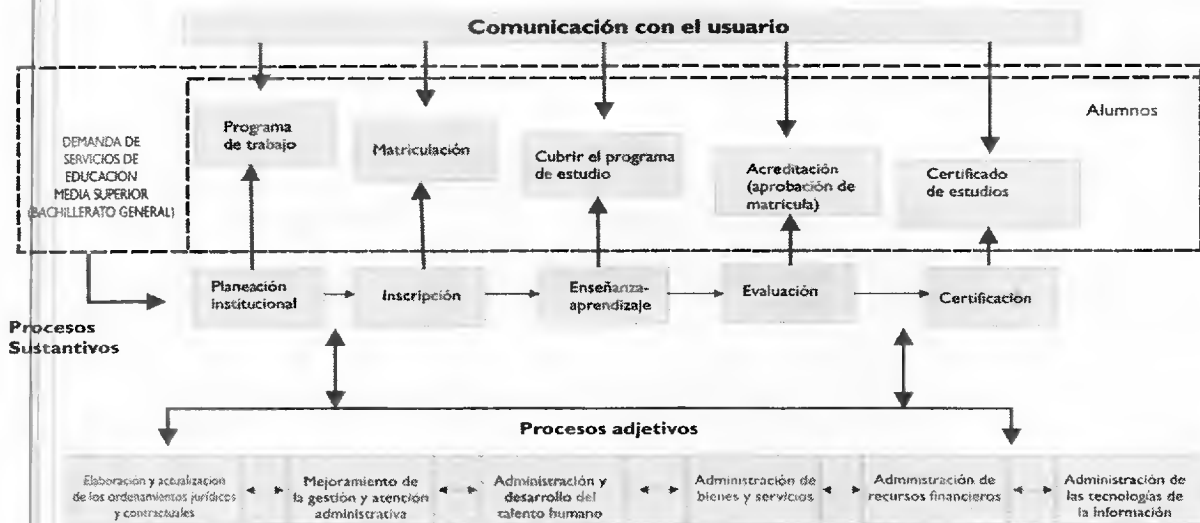 Comunicación con el usuario
Alumnos
DEMANDA DE
SERVICIOS DE
EDUCACION
MEDIA SUPERIOR
(BACHILLERATO GENERAL)
Programa
de trabajo
Matriculación
Cubrir el programa
de estudio
Acreditación
(aprobación de
matrícula)
Certificado
de estudios
Planeación
institucional
Inscripción
Enseñanza-
aprendizaje
Evaluación
Certificacion
Procesos
Sustantivos
Procesos adjetivos
Elaboración y actualización
de los ordenamientos jurídicos
y contractuales
Mejoramiento de
la gestión y atención
administrativa
Administración y
desarrollo del
talento humano
Administración de
bienes y servicios
Administración de
recursos financieros
Administración de
las tecnologías de
la información